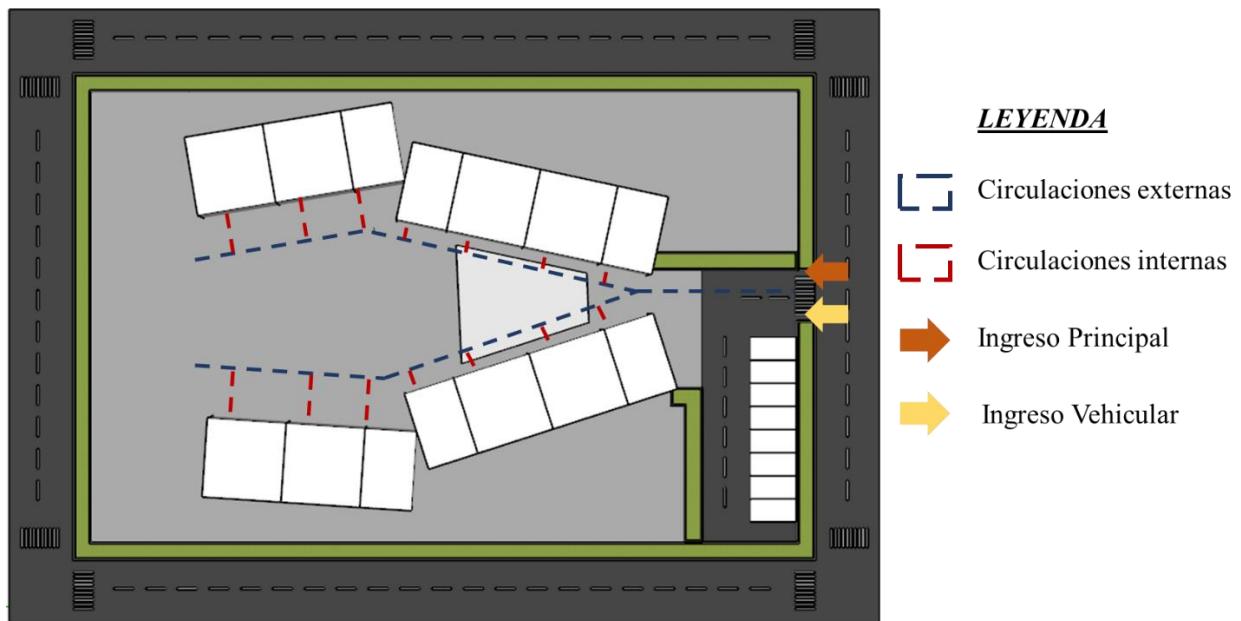 LEYENDA
Circulaciones externas
Circulaciones internas
Ingreso Principal
Ingreso Vehicular